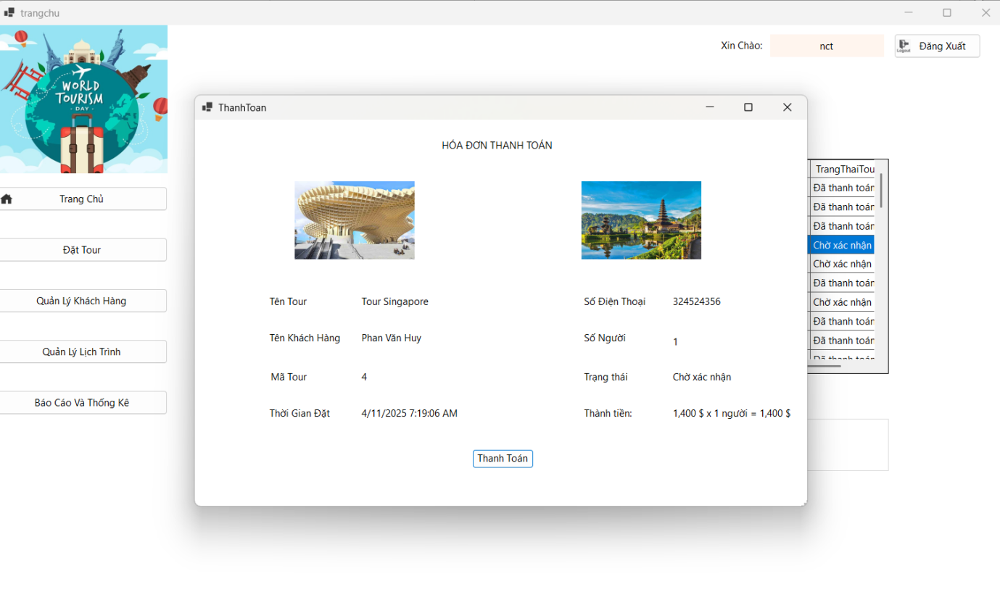 trangchu
Xin Chào:
nct
Logout
Đăng Xuất
WORLD
TOURISM
- DAY -
Trang Chủ
Đặt Tour
Quản Lý Khách Hàng
Quản Lý Lịch Trình
Báo Cáo Và Thống Kê
ThanhToan
HÓA ĐƠN THANH TOÁN
Tên Tour Tour Singapore
Số Điện Thoại 324524356
Tên Khách Hàng Phan Văn Huy
Số Người 1
Mã Tour 4
Trạng thái Chờ xác nhận
Thời Gian Đặt 4/11/2025 7:19:06 AM
Thành tiền: 1,400 $ x 1 người = 1,400 $
Thanh Toán
TrangThaiTou
Đã thanh toán
Đã thanh toán
Đã thanh toán
Chờ xác nhận
Chờ xác nhận
Đã thanh toán
Chờ xác nhận
Đã thanh toán
Đã thanh toán
Đã thanh toán